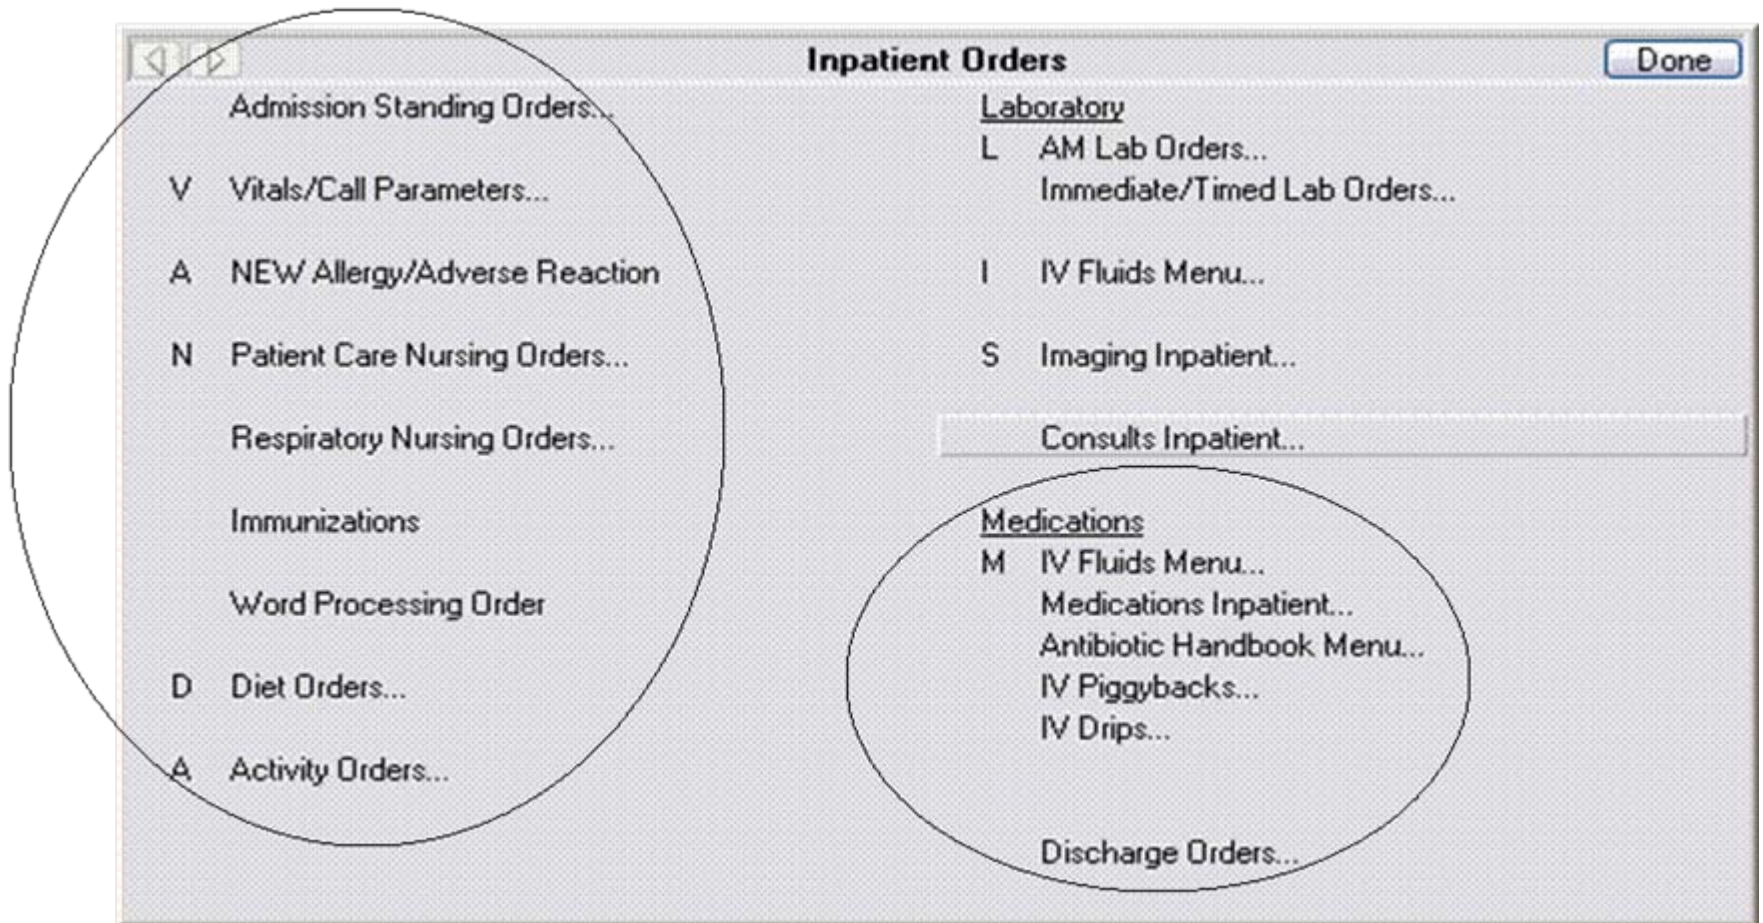 Inpatient Orders
Done
Admission Standing Orders...
V Vitals/Call Parameters...
A NEW Allergy/Adverse Reaction
N Patient Care Nursing Orders...
Respiratory Nursing Orders...
Immunizations
Word Processing Order
D Diet Orders...
A Activity Orders...
Laboratory
L AM Lab Orders...
Immediate/Timed Lab Orders...
I IV Fluids Menu...
S Imaging Inpatient...
Consults Inpatient...
Medications
M IV Fluids Menu...
Medications Inpatient...
Antibiotic Handbook Menu...
IV Piggybacks...
IV Drips...
Discharge Orders...